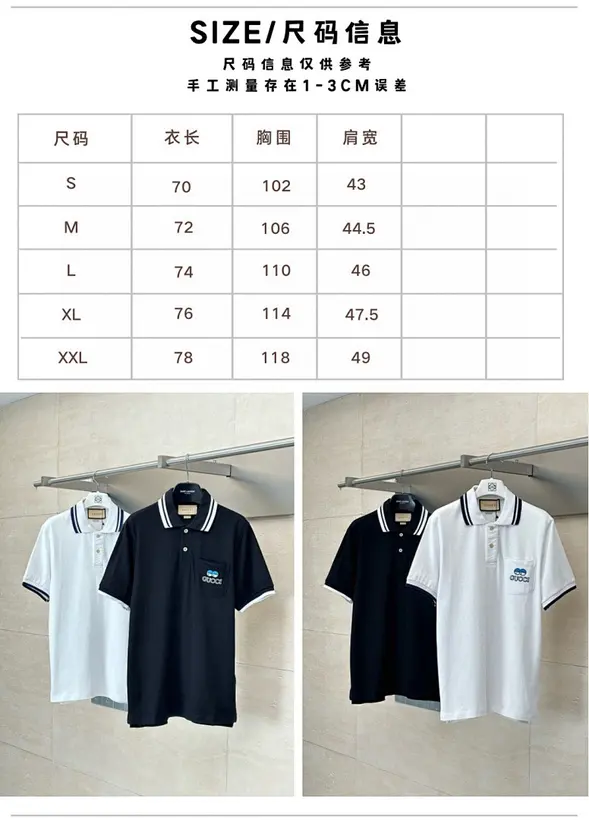 SIZE/尺码信息
尺码信息仅供参考
手工测量存在1-3CM误差
尺码 衣长 胸围 肩宽
S 70 102 43
M 72 106 44.5
L 74 110 46
XL 76 114 47.5
XXL 78 118 49
GUCCI
GUCCI